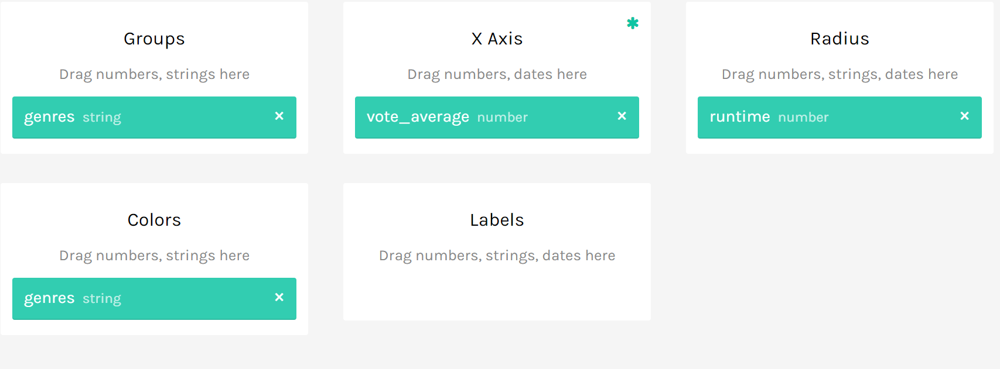 Groups
Drag numbers, strings here
genres string ×
X Axis
Drag numbers, dates here
vote_average number ×
Radius
Drag numbers, strings, dates here
runtime number ×
Colors
Drag numbers, strings here
genres string ×
Labels
Drag numbers, strings, dates here